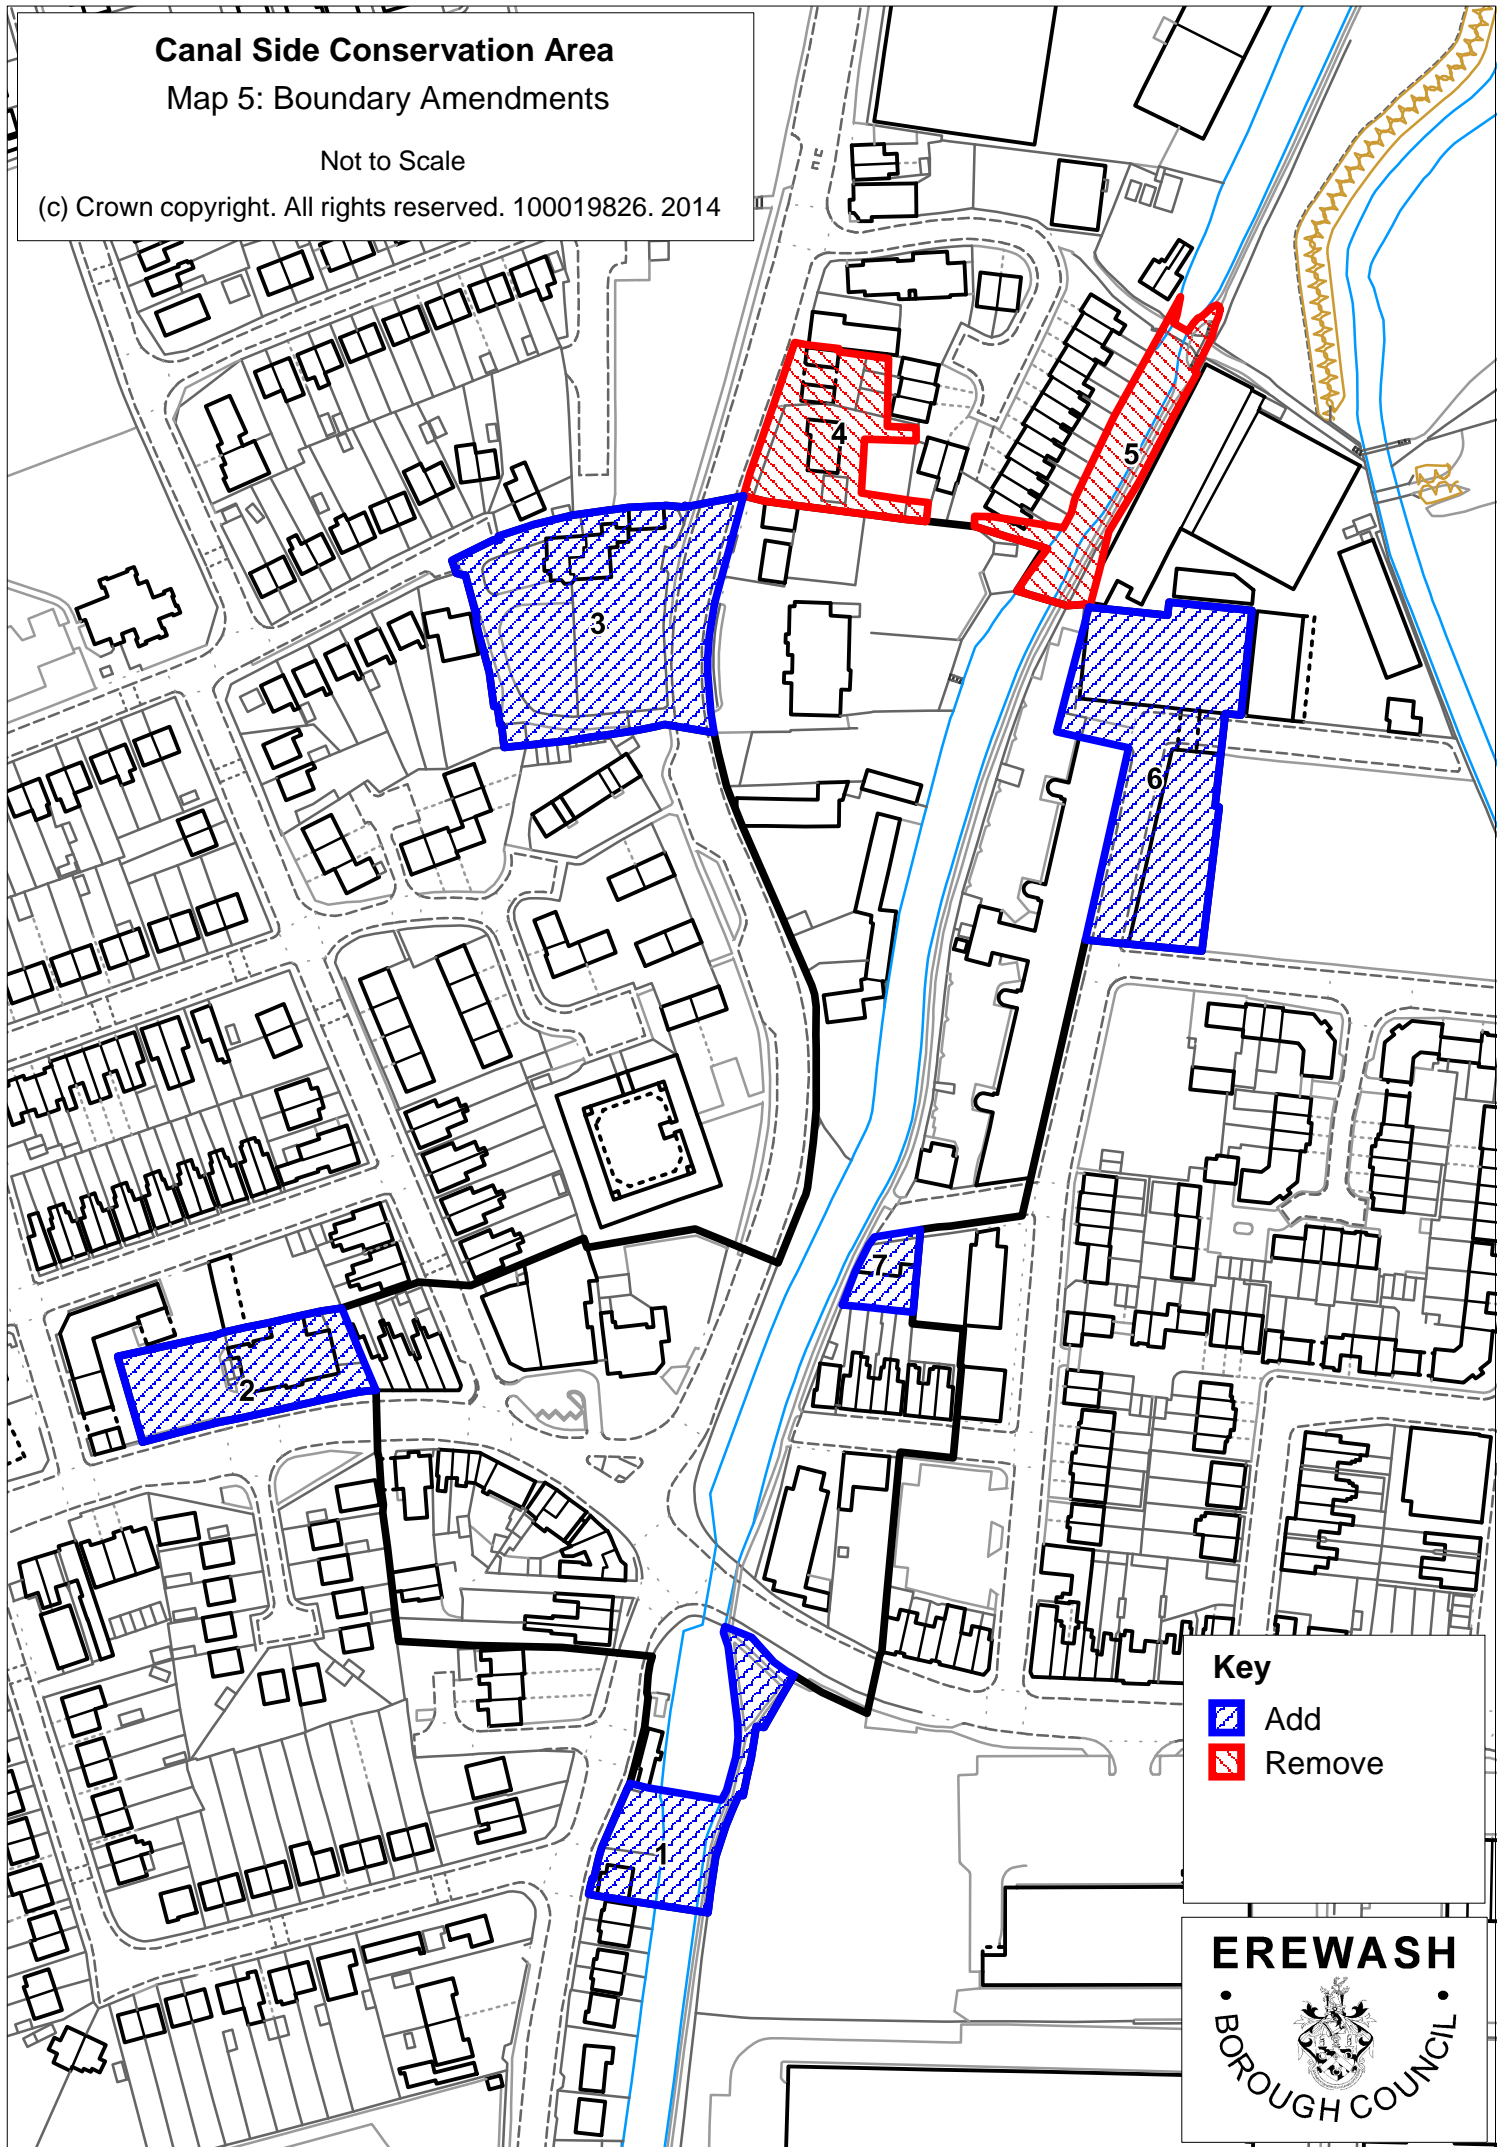 Canal Side Conservation Area
Map 5: Boundary Amendments
Not to Scale
(c) Crown copyright. All rights reserved. 100019826. 2014
4
5
3
6
7
2
1
Key
Add
Remove
EREWASH
• BOROUGH COUNCIL •